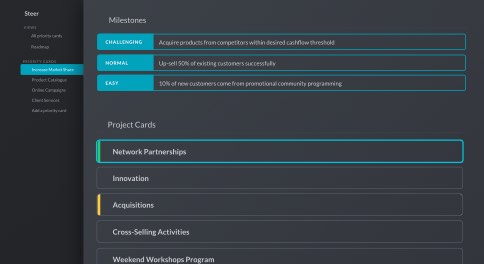 Steer
VIEWS
All priority cards
Roadmap
PRIORITY CARDS
Increase Market Share
Product Catalogue
Online Campaigns
Client Services
Add a priority card
Milestones
CHALLENGING Acquire products from competitors within desired cashflow threshold
NORMAL Up-sell 50% of existing customers successfully
EASY 10% of new customers come from promotional community programming
Project Cards
Network Partnerships
Innovation
Acquisitions
Cross-Selling Activities
Weekend Workshops Program